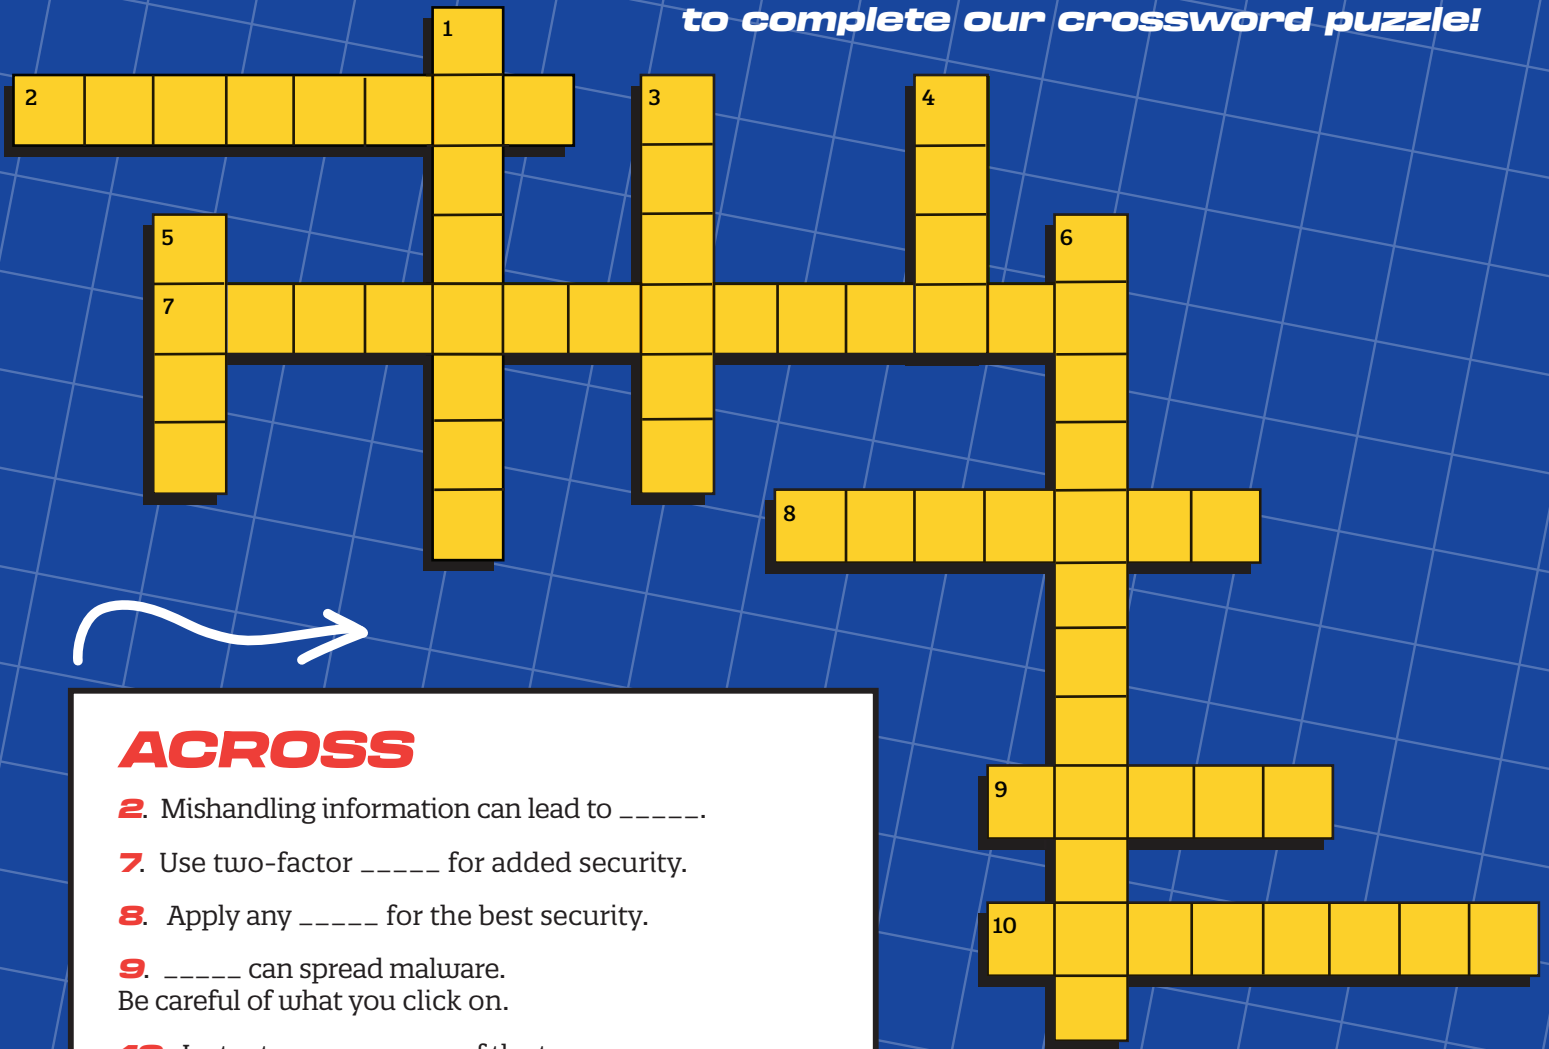 to complete our crossword puzzle!
1
2
3
4
5
6
7
8
9
10
ACROSS
2. Mishandling information can lead to _____.
7. Use two-factor _____ for added security.
8. Apply any _____ for the best security.
9. _____ can spread malware.
Be careful of what you click on.